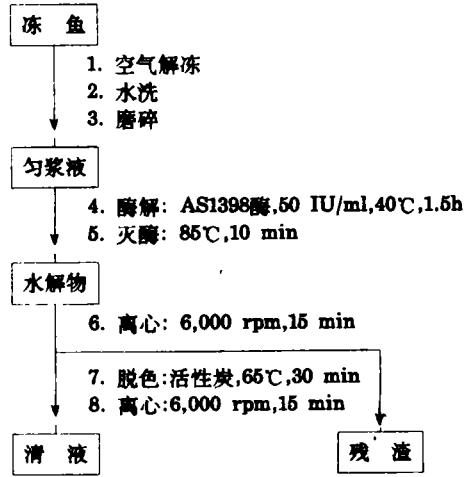 冻 鱼
1. 空气解冻
2. 水洗
3. 磨碎
匀浆液
4. 酶解: AS1398酶,50 IU/ml,40℃,1.5h
5. 灭酶: 85℃,10 min
水解物
6. 离心: 6,000 rpm,15 min
7. 脱色:活性炭,65℃,30 min
8. 离心:6,000 rpm,15 min
清 液
残 渣